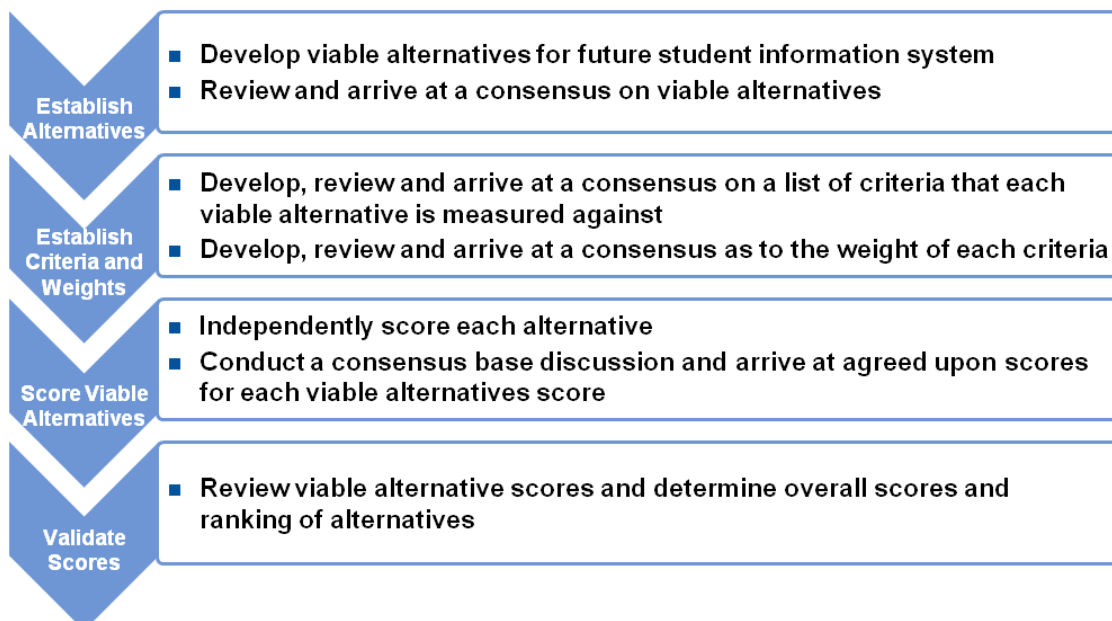 Establish
Alternatives
■ Develop viable alternatives for future student information system
■ Review and arrive at a consensus on viable alternatives
Establish
Criteria and
Weights
■ Develop, review and arrive at a consensus on a list of criteria that each
viable alternative is measured against
■ Develop, review and arrive at a consensus as to the weight of each criteria
Score Viable
Alternatives
■ Independently score each alternative
■ Conduct a consensus base discussion and arrive at agreed upon scores
for each viable alternatives score
Validate
Scores
■ Review viable alternative scores and determine overall scores and
ranking of alternatives